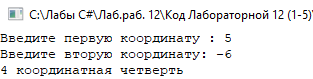 C:\Лабы C#\Лаб.раб. 12\Код Лабораторной 12 (1-5)
Введите первую координату : 5
Введите вторую координату: -6
4 координатная четверть